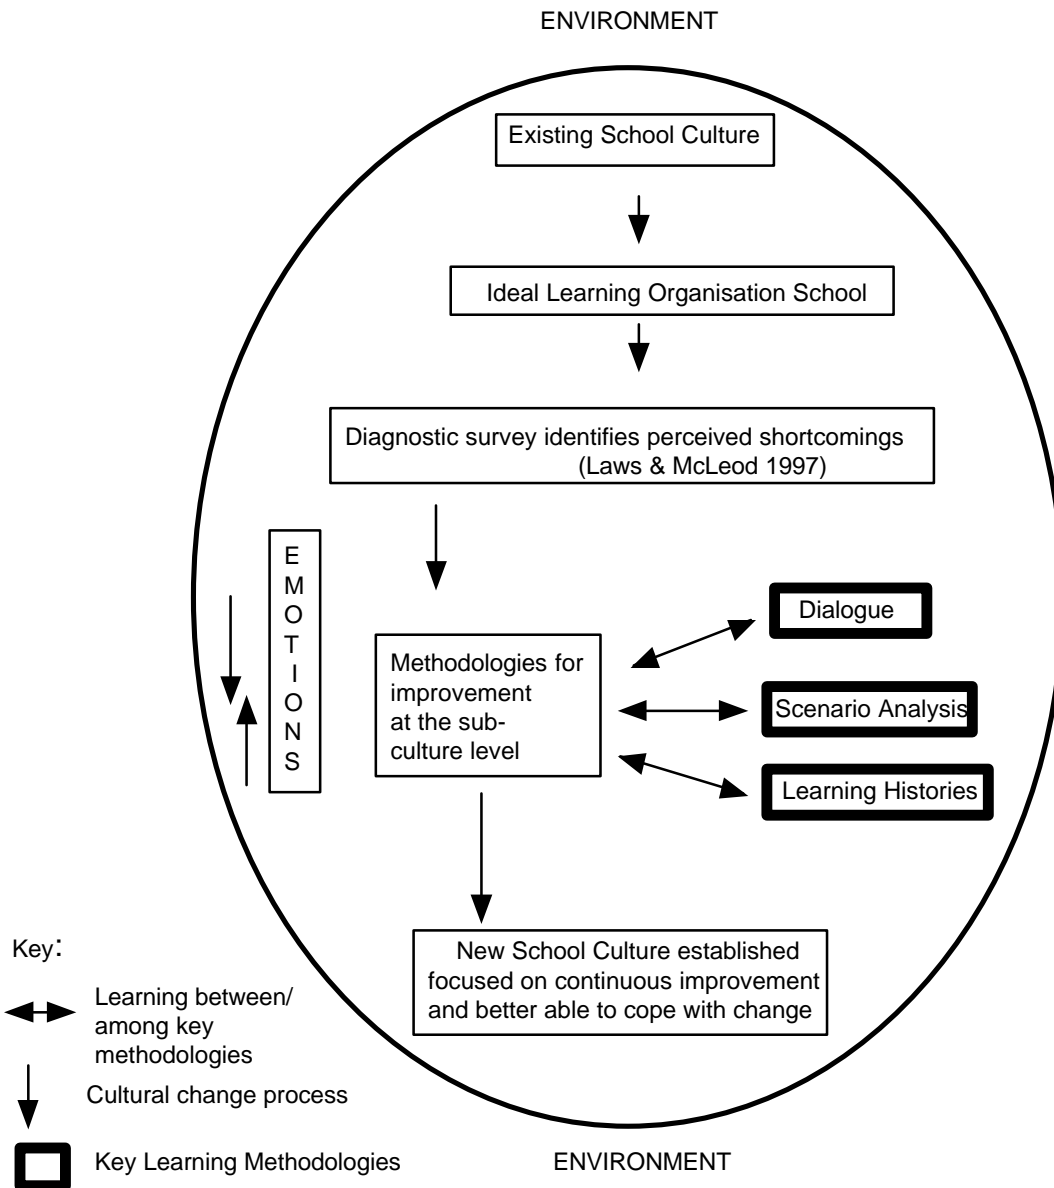 ENVIRONMENT
Existing School Culture
Ideal Learning Organisation School
Diagnostic survey identifies perceived shortcomings
(Laws & McLeod 1997)
E
M
O
T
I
O
N
S
Methodologies for
improvement
at the sub-
culture level
Dialogue
Scenario Analysis
Learning Histories
New School Culture established
focused on continuous improvement
and better able to cope with change
Key:
Learning between/
among key
methodologies
Cultural change process
Key Learning Methodologies
ENVIRONMENT